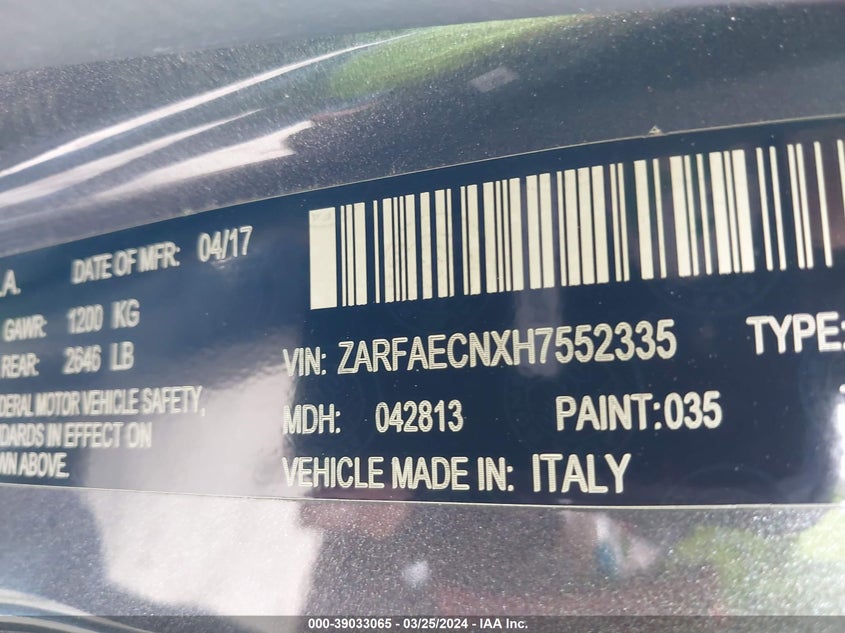 .A. DATE OF MFR: 04/17
GAWR: 1200 KG
REAR: 2646 LB
DERAL MOTOR VEHICLE SAFETY,
NDARDS IN EFFECT ON
WN ABOVE.
VIN: ZARFAECNXH7552335 TYPE:
MDH: 042813 PAINT:035
VEHICLE MADE IN: ITALY
000-39033065 - 03/25/2024 - IAA Inc.